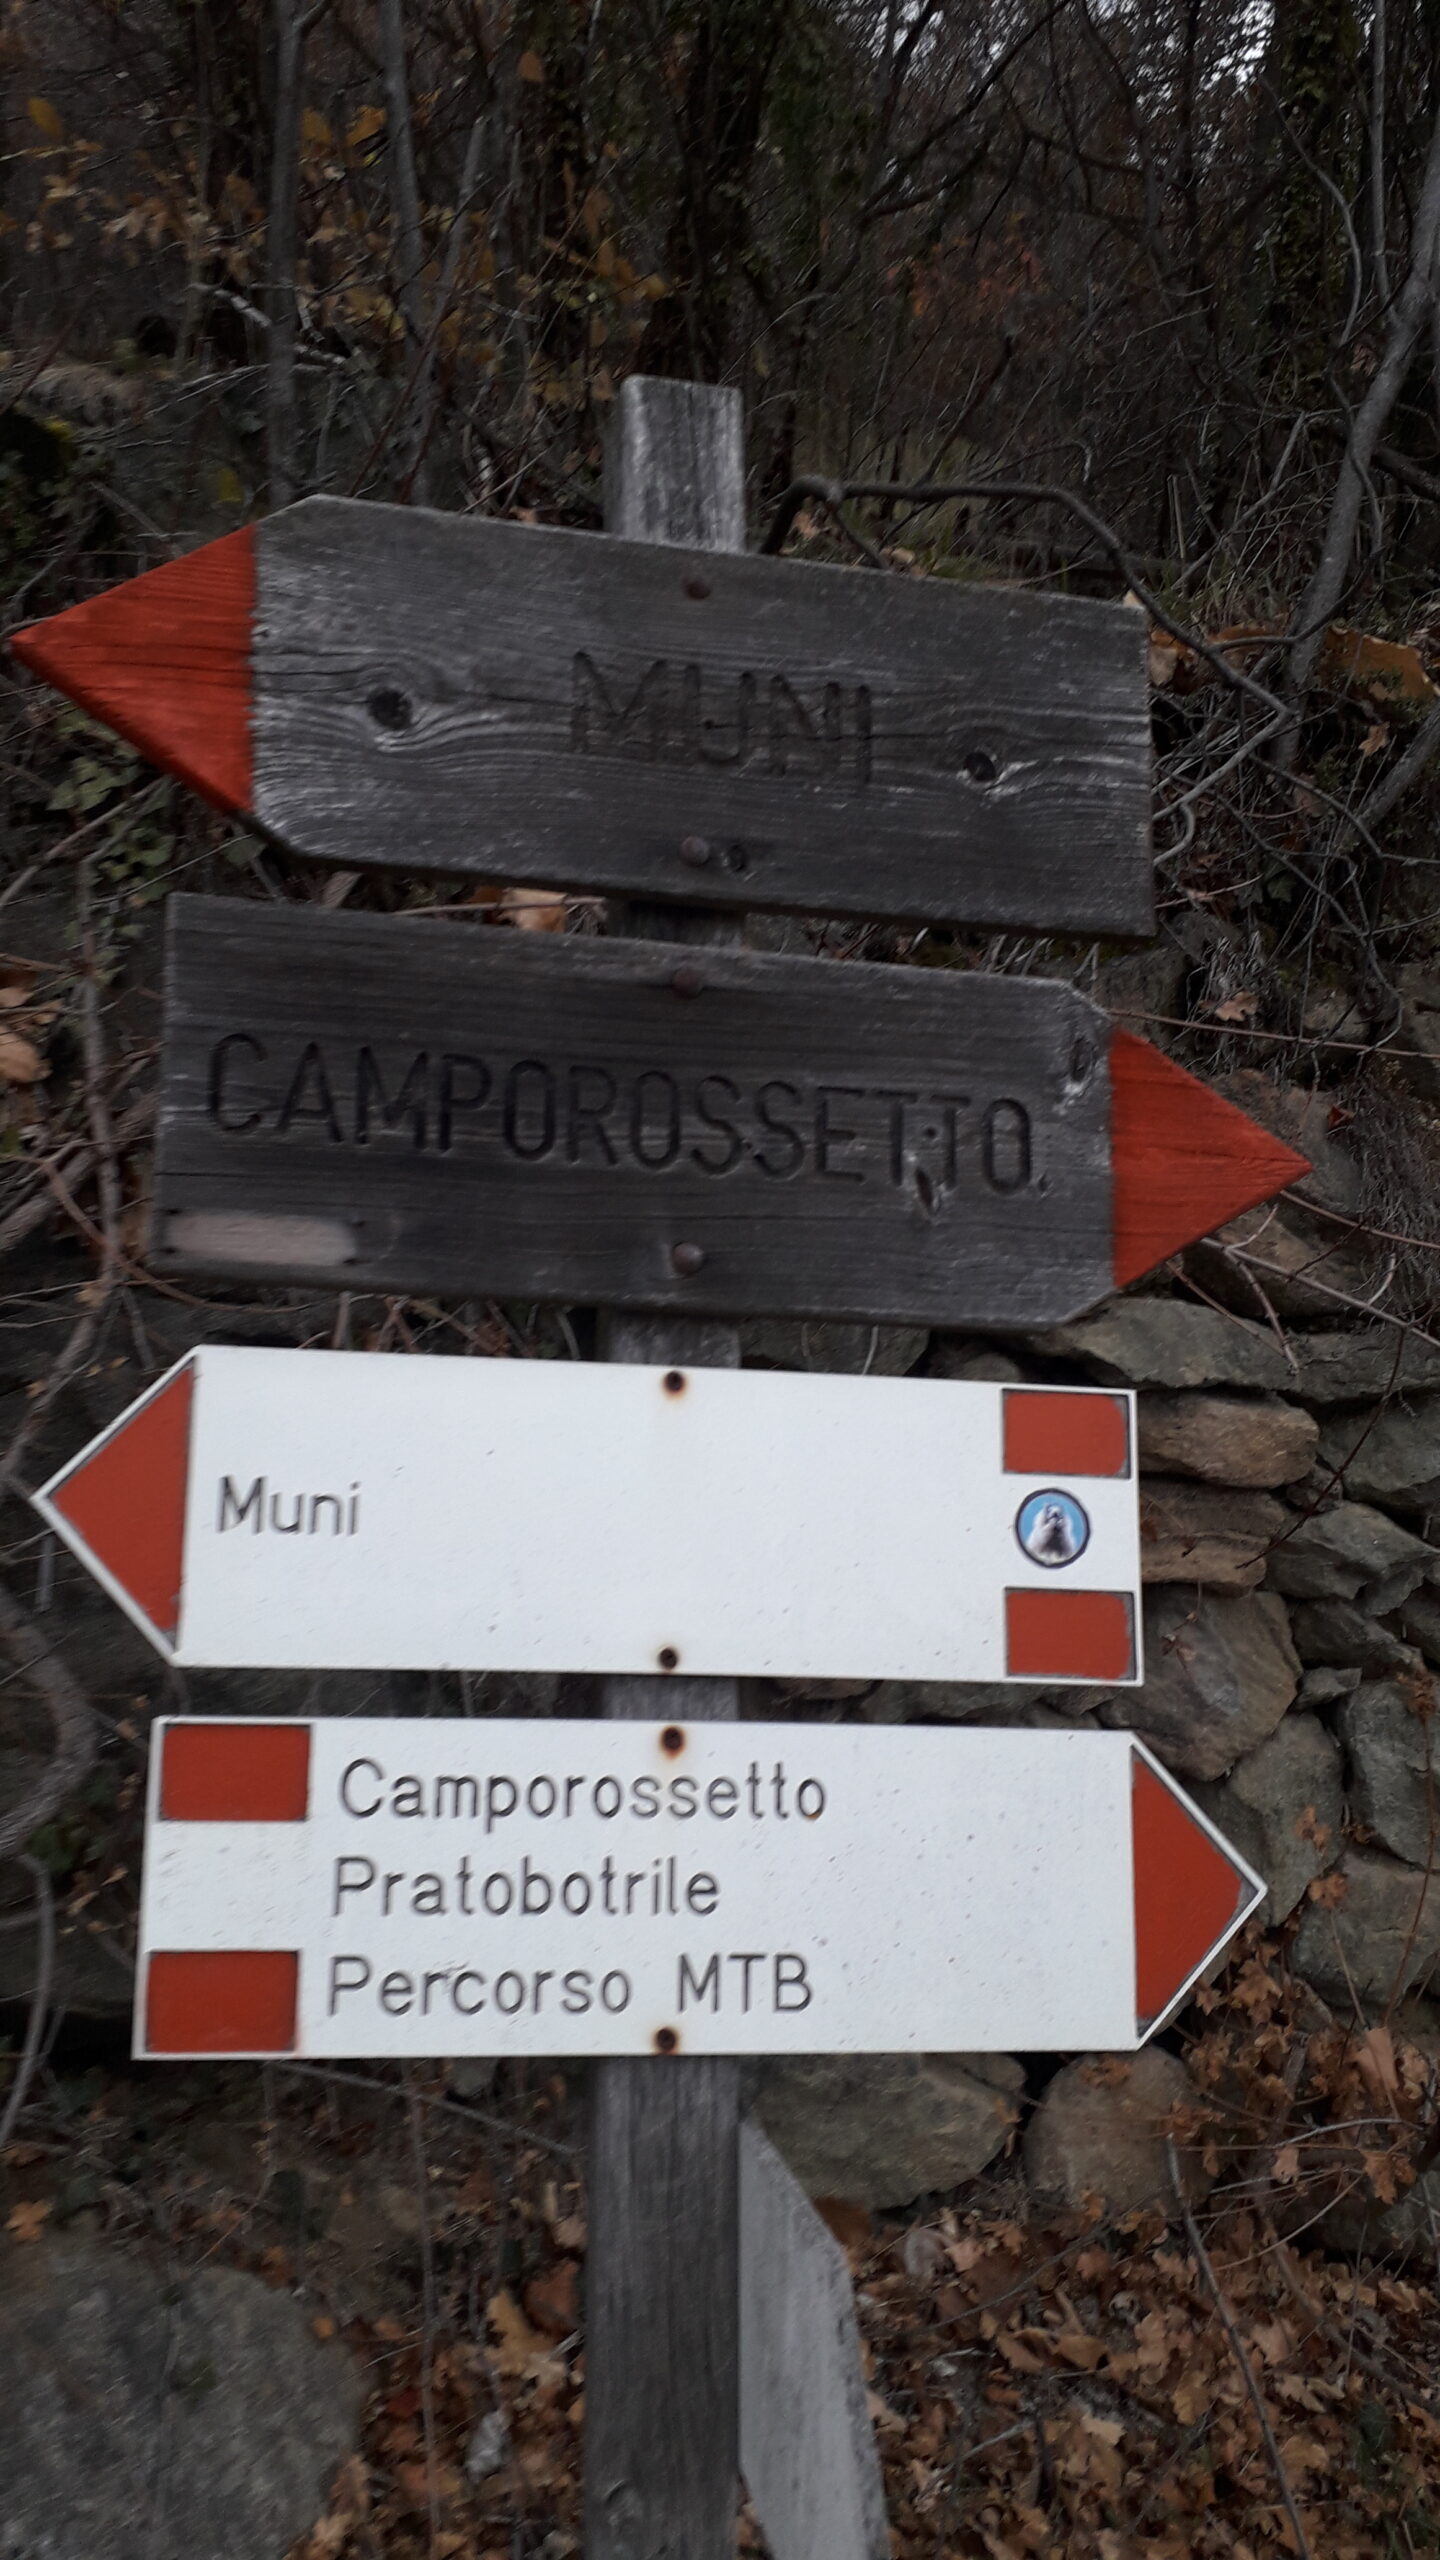 MUNI
CAMPOROSSETTO.
Muni
Camporossetto
Pratobotrile
Percorso MTB